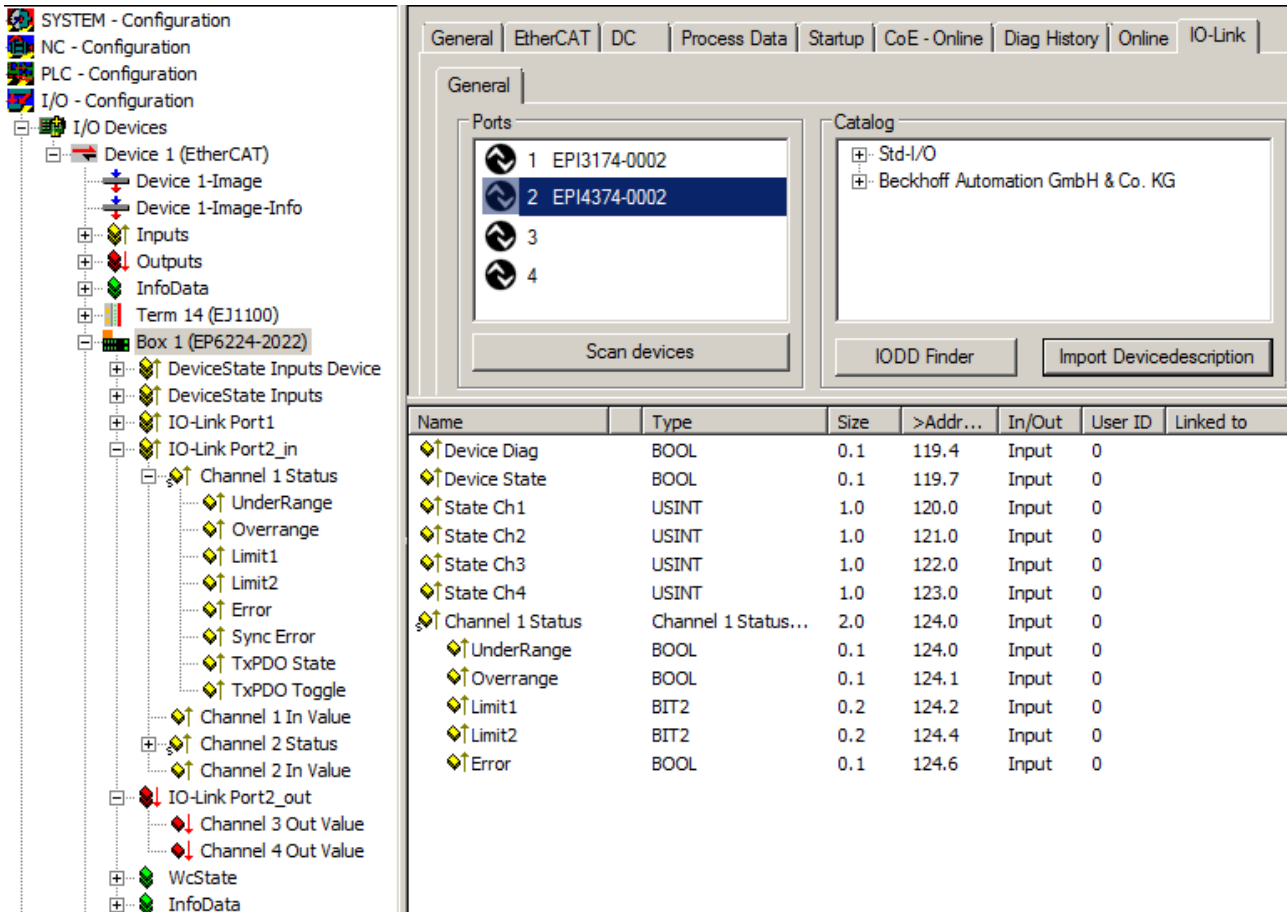 SYSTEM - Configuration
NC - Configuration
PLC - Configuration
I/O - Configuration
I/O Devices
Device 1 (EtherCAT)
Device 1-Image
Device 1-Image-Info
Inputs
Outputs
InfoData
Term 14 (EJ1100)
Box 1 (EP6224-2022)
DeviceState Inputs Device
DeviceState Inputs
IO-Link Port1
IO-Link Port2_in
Channel 1 Status
UnderRange
Overrange
Limit1
Limit2
Error
Sync Error
TxPDO State
TxPDO Toggle
Channel 1 In Value
Channel 2 Status
Channel 2 In Value
IO-Link Port2_out
Channel 3 Out Value
Channel 4 Out Value
WcState
InfoData
General EtherCAT DC Process Data Startup CoE - Online Diag History Online IO-Link
General
Ports
1 EPI3174-0002
2 EPI4374-0002
3
4
Scan devices
Catalog
Std-I/O
Beckhoff Automation GmbH & Co. KG
IODD Finder Import Devicedescription
Name Type Size >Addr... In/Out User ID Linked to
Device Diag BOOL 0.1 119.4 Input 0
Device State BOOL 0.1 119.7 Input 0
State Ch1 USINT 1.0 120.0 Input 0
State Ch2 USINT 1.0 121.0 Input 0
State Ch3 USINT 1.0 122.0 Input 0
State Ch4 USINT 1.0 123.0 Input 0
Channel 1 Status Channel 1 Status... 2.0 124.0 Input 0
UnderRange BOOL 0.1 124.0 Input 0
Overrange BOOL 0.1 124.1 Input 0
Limit1 BIT2 0.2 124.2 Input 0
Limit2 BIT2 0.2 124.4 Input 0
Error BOOL 0.1 124.6 Input 0